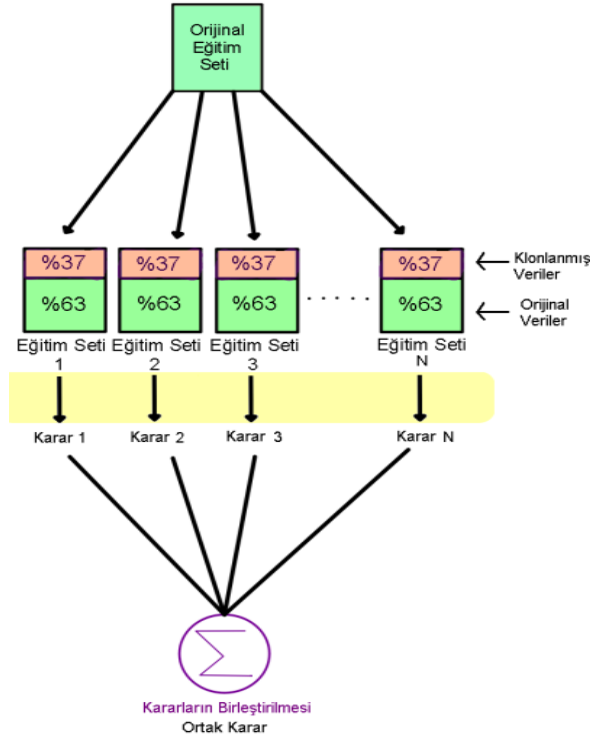 Orijinal
Eğitim
Seti
%37 %37 %37 %37
Klonlanmış
Veriler
%63 %63 %63 . . . . . %63
Orijinal
Veriler
Eğitim Seti Eğitim Seti Eğitim Seti Eğitim Seti
1 2 3 N
Karar 1 Karar 2 Karar 3 Karar N
Σ
Kararların Birleştirilmesi
Ortak Karar